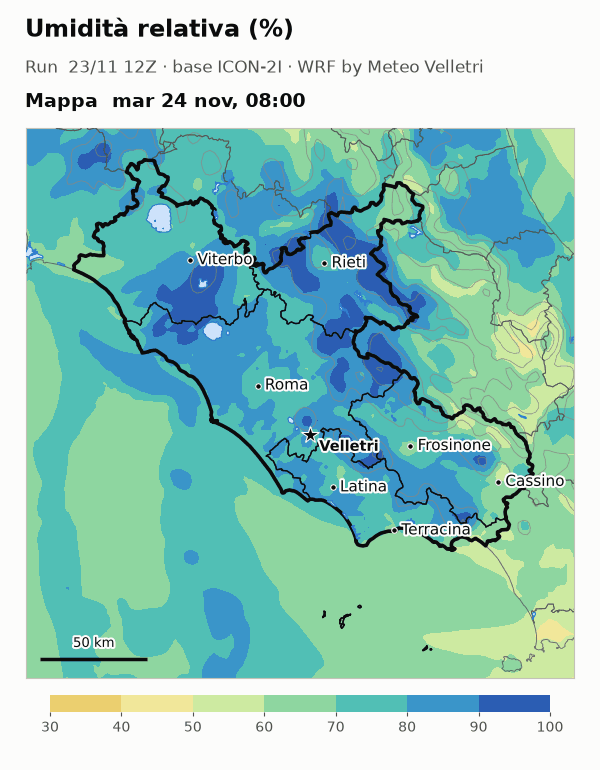 Umidità relativa (%)
Run  23/11 12Z · base ICON-2I · WRF by Meteo Velletri
Mappa  mar 24 nov, 08:00
Viterbo
Rieti
Roma
Velletri
Frosinone
Latina
Cassino
Terracina
50 km
30 40 50 60 70 80 90 100